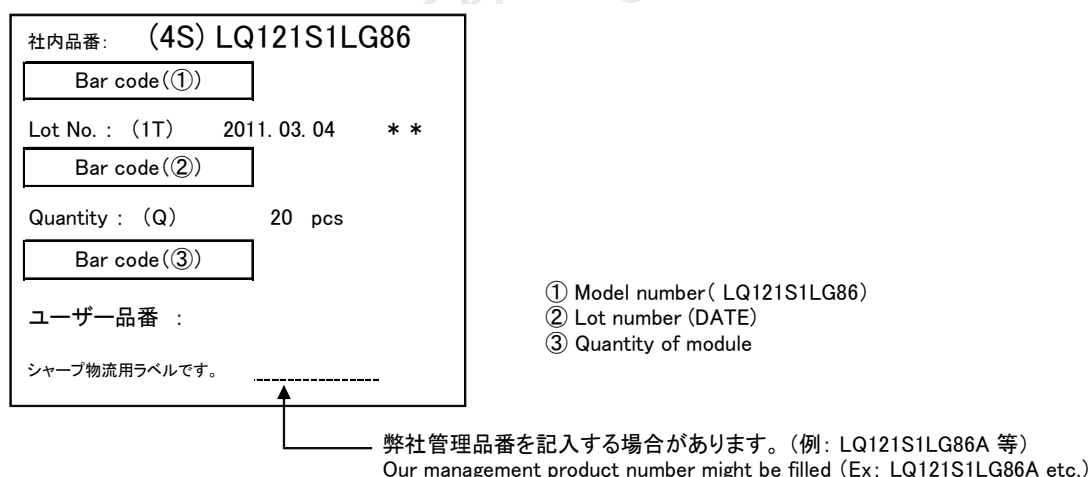 社内品番: (4S) LQ121S1LG86
Bar code(①)
Lot No. : (1T) 2011. 03. 04 * *
Bar code(②)
Quantity : (Q) 20 pcs
Bar code(③)
ユーザー品番 :
シャープ物流用ラベルです。
① Model number( LQ121S1LG86)
② Lot number (DATE)
③ Quantity of module
弊社管理品番を記入する場合があります。(例: LQ121S1LG86A 等)
Our management product number might be filled (Ex: LQ121S1LG86A etc.)